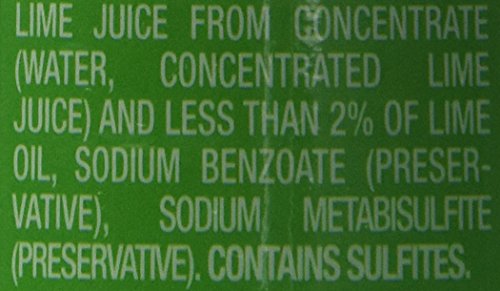 LIME JUICE FROM CONCENTRATE
(WATER, CONCENTRATED LIME
JUICE) AND LESS THAN 2% OF LIME
OIL, SODIUM BENZOATE (PRESER-
VATIVE), SODIUM METABISULFITE
(PRESERVATIVE). CONTAINS SULFITES.